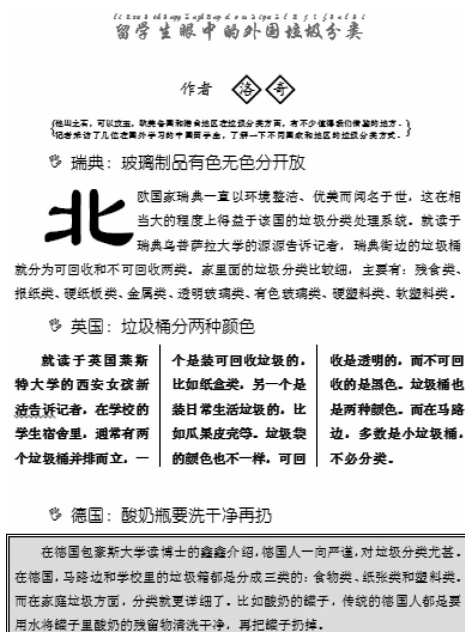 留学生眼中的外国垃圾分类
作者 洛奇
{他山之石，可以攻玉，欧美各国和港台地区在垃圾分类方面，有不少值得我们借鉴的地方。
记者采访了几位在国外学习的中国留学生，了解一下不同国家和地区的垃圾分类方式。}
瑞典：玻璃制品有色无色分开放
北欧国家瑞典一直以环境整洁、优美而闻名于世，这在相
当大的程度上得益于该国的垃圾分类处理系统。就读于
瑞典乌普萨拉大学的源源告诉记者，瑞典街边的垃圾桶
就分为可回收和不可回收两类。家里面的垃圾分类比较细，主要有：残食类、
报纸类、硬纸板类、金属类、透明玻璃类、有色玻璃类、硬塑料类、软塑料类。
英国：垃圾桶分两种颜色
就读于英国莱斯
特大学的西安女孩新
洁告诉记者，在学校的
学生宿舍里，通常有两
个垃圾桶并排而立，一
个是装可回收垃圾的，
比如纸盒类，另一个是
装日常生活垃圾的，比
如瓜果皮壳等。垃圾袋
的颜色也不一样，可回
收是透明的，而不可回
收的是黑色。垃圾桶也
是两种颜色。而在马路
边，多数是小垃圾桶，
不必分类。
德国：酸奶瓶要洗干净再扔
在德国包豪斯大学读博士的鑫鑫介绍，德国人一向严谨，对垃圾分类尤甚。
在德国，马路边和学校里的垃圾箱都是分成三类的：食物类、纸张类和塑料类。
而在家庭垃圾方面，分类就更详细了。比如酸奶的罐子，传统的德国人都是要
用水将罐子里酸奶的残留物清洗干净，再把罐子扔掉。